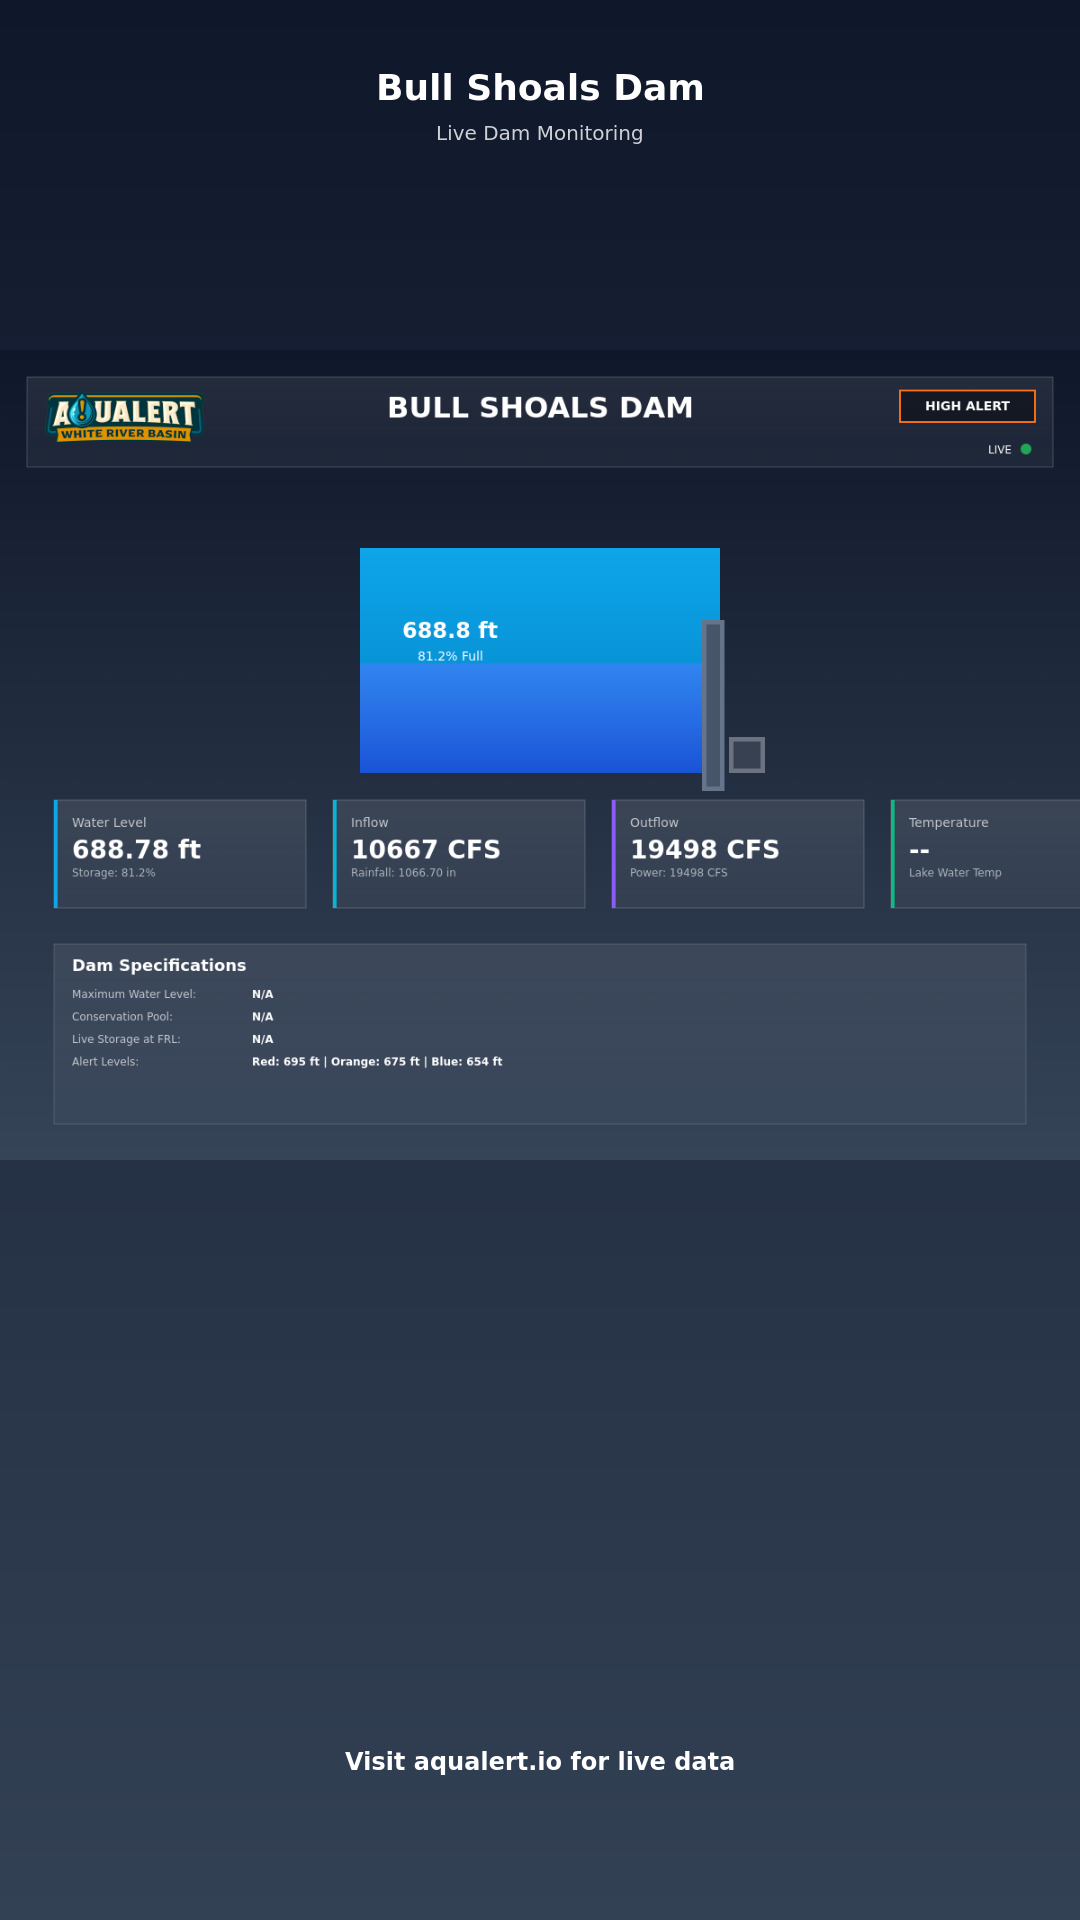 Bull Shoals Dam
Live Dam Monitoring
AQUALERT
WHITE RIVER BASIN
BULL SHOALS DAM
HIGH ALERT
LIVE
688.8 ft
81.2% Full
Water Level
688.78 ft
Storage: 81.2%
Inflow
10667 CFS
Rainfall: 1066.70 in
Outflow
19498 CFS
Power: 19498 CFS
Temperature
--
Lake Water Temp
Dam Specifications
Maximum Water Level: N/A
Conservation Pool: N/A
Live Storage at FRL: N/A
Alert Levels: Red: 695 ft | Orange: 675 ft | Blue: 654 ft
Visit aqualert.io for live data